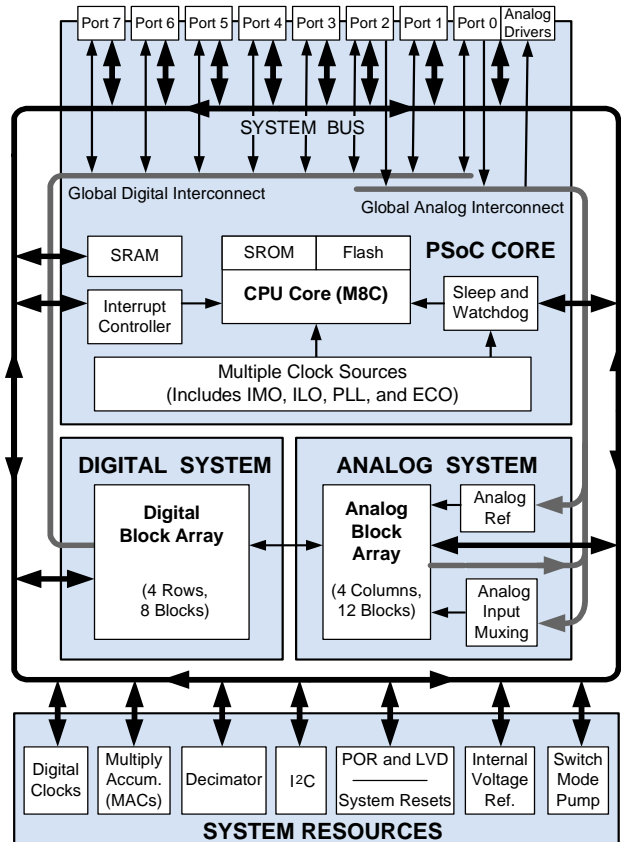 Port 7 Port 6 Port 5 Port 4 Port 3 Port 2 Port 1 Port 0 Analog
Drivers
SYSTEM BUS
Global Digital Interconnect
Global Analog Interconnect
PSoC CORE
SRAM
SROM Flash
CPU Core (M8C)
Interrupt
Controller
Sleep and
Watchdog
Multiple Clock Sources
(Includes IMO, ILO, PLL, and ECO)
DIGITAL SYSTEM
Digital
Block Array
(4 Rows,
8 Blocks)
ANALOG SYSTEM
Analog
Block
Array
(4 Columns,
12 Blocks)
Analog
Ref
Analog
Input
Muxing
Digital
Clocks
Multiply
Accum.
(MACs)
Decimator
I²C
POR and LVD
System Resets
Internal
Voltage
Ref.
Switch
Mode
Pump
SYSTEM RESOURCES